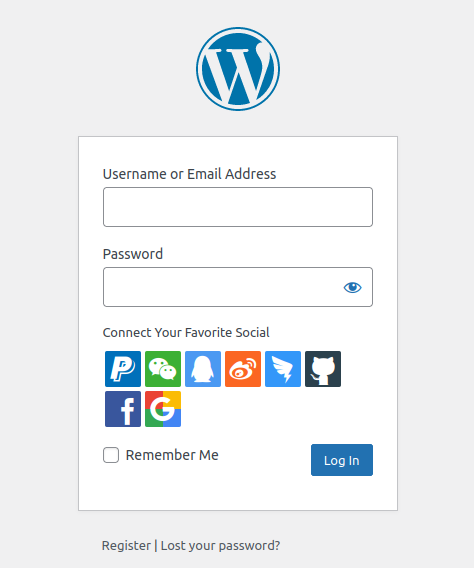 Username or Email Address
Password
Connect Your Favorite Social
Remember Me
Log In
Register | Lost your password?